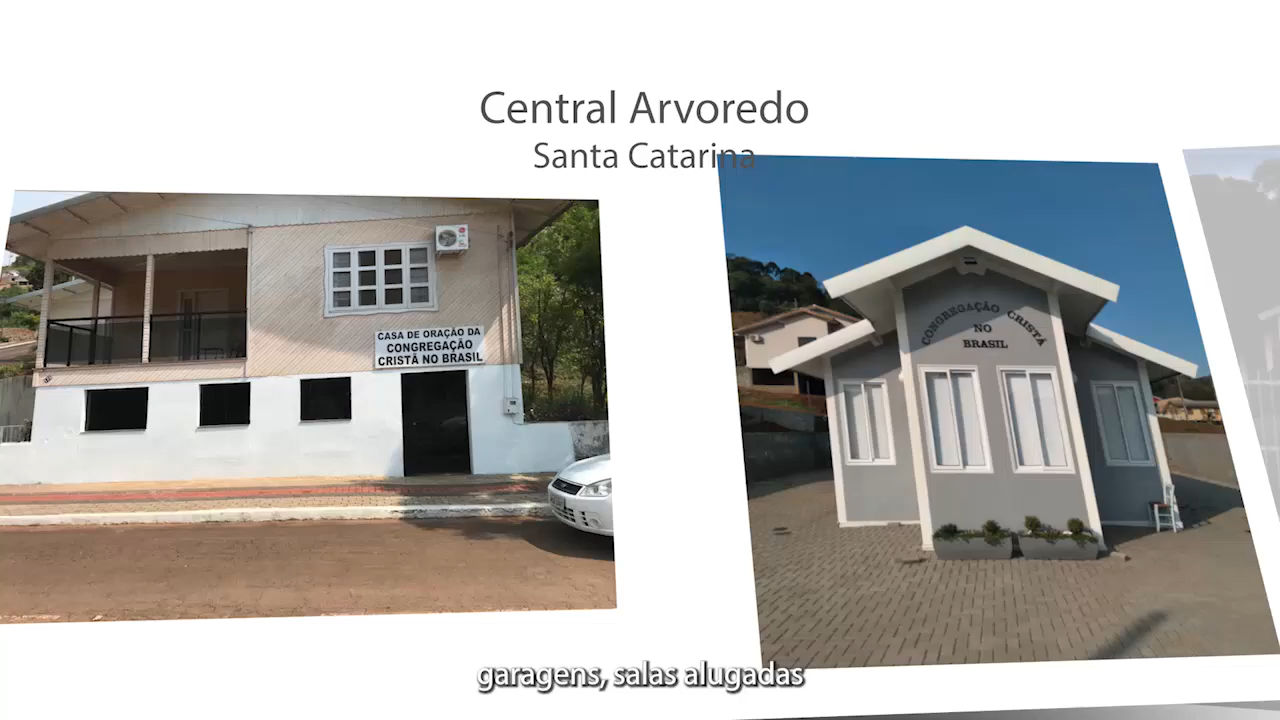 Central Arvoredo
Santa Catarina
CASA DE ORAÇÃO DA
CONGREGAÇÃO
CRISTÃ NO BRASIL
CONGREGAÇÃO CRISTÃ
NO
BRASIL
garagens, salas alugadas